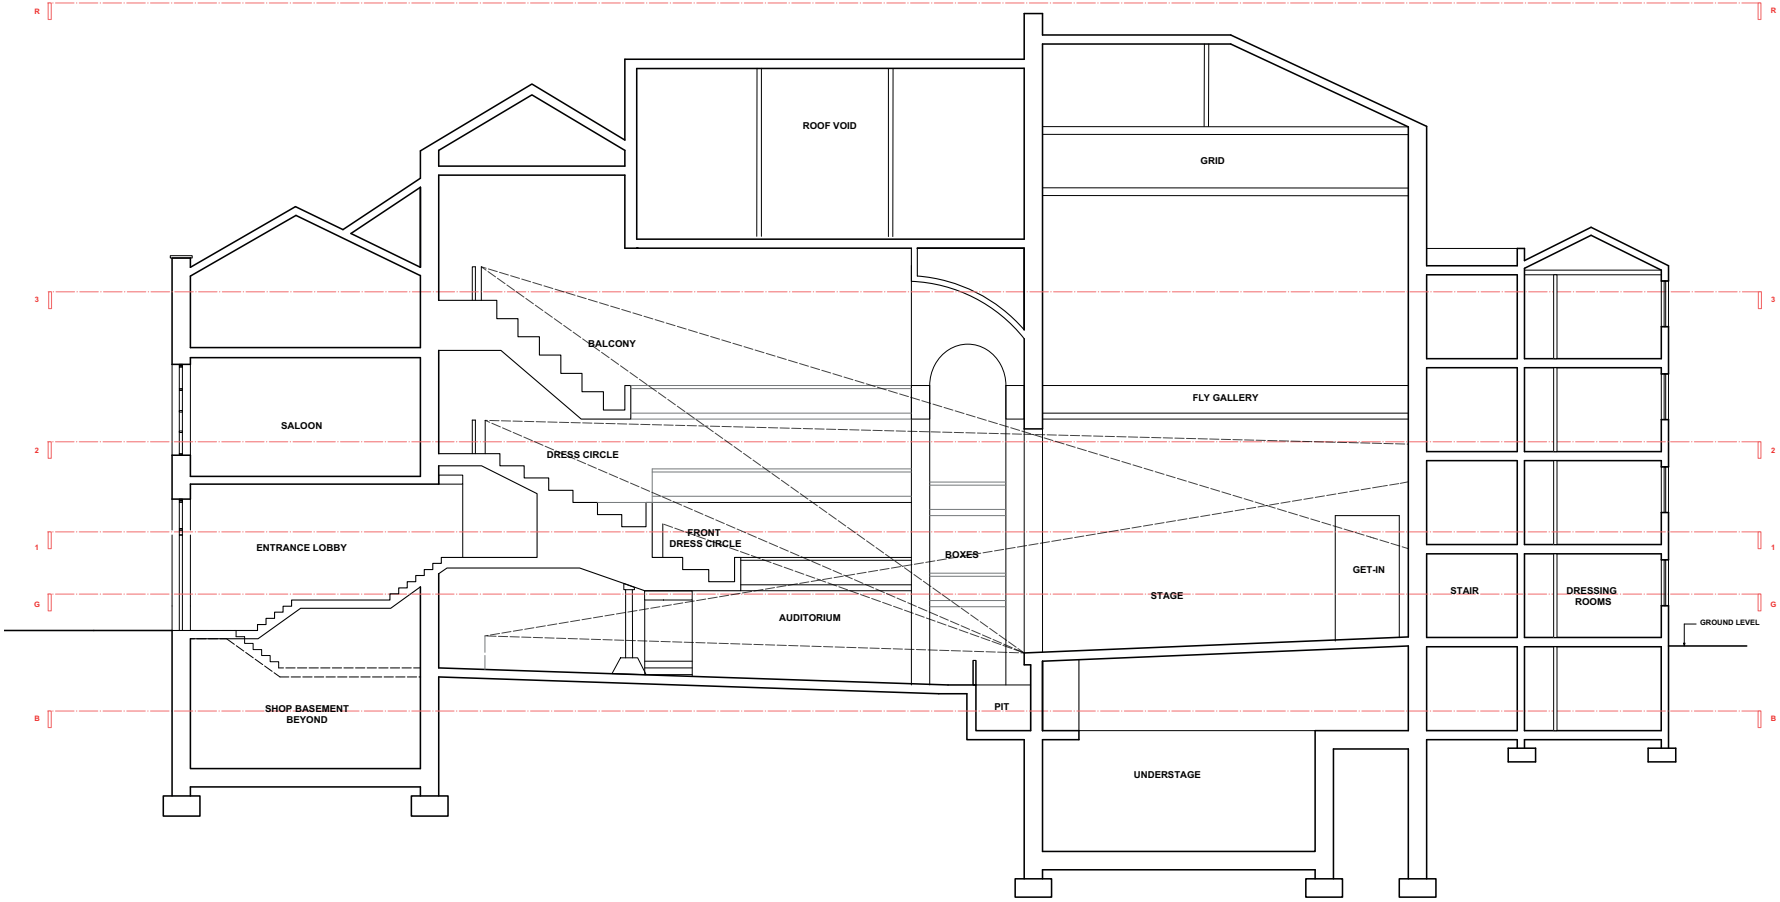 R
R
ROOF VOID
GRID
3
3
BALCONY
FLY GALLERY
SALOON
2
2
DRESS CIRCLE
FRONT
DRESS CIRCLE
1
1
ENTRANCE LOBBY
BOXES
GET-IN
STAGE
STAIR
DRESSING
ROOMS
G
G
AUDITORIUM
GROUND LEVEL
SHOP BASEMENT
BEYOND
PIT
B
B
UNDERSTAGE